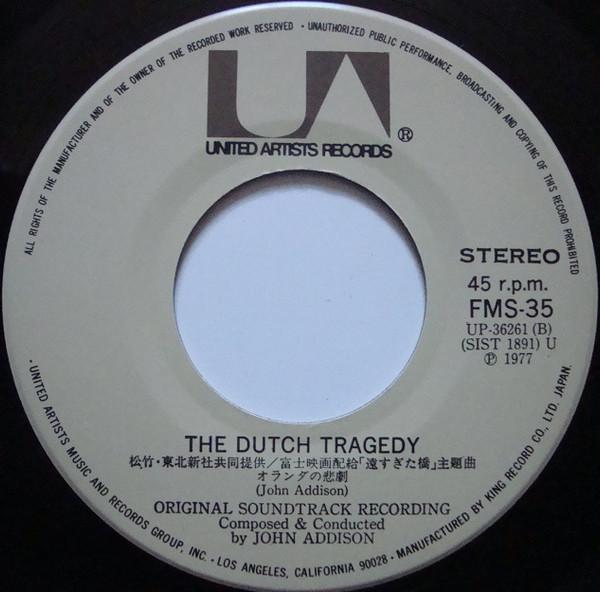 ALL RIGHTS OF THE MANUFACTURER AND OF THE OWNER OF THE RECORDED WORK RESERVED · UNAUTHORIZED PUBLIC PERFORMANCE, BROADCASTING AND COPYING OF THIS RECORD PROHIBITED
UA
UNITED ARTISTS RECORDS ®
STEREO
45 r.p.m.
FMS-35
UP-36261 (B)
(SIST 1891) U
Ⓟ 1977
THE DUTCH TRAGEDY
松竹・東北新社共同提供/富士映画配給「遠すぎた橋」主題曲
オランダの悲劇
(John Addison)
ORIGINAL SOUNDTRACK RECORDING
Composed & Conducted
by JOHN ADDISON
· UNITED ARTISTS MUSIC AND RECORDS GROUP, INC. · LOS ANGELES, CALIFORNIA 90028 · MANUFACTURED BY KING RECORD CO., LTD. JAPAN.